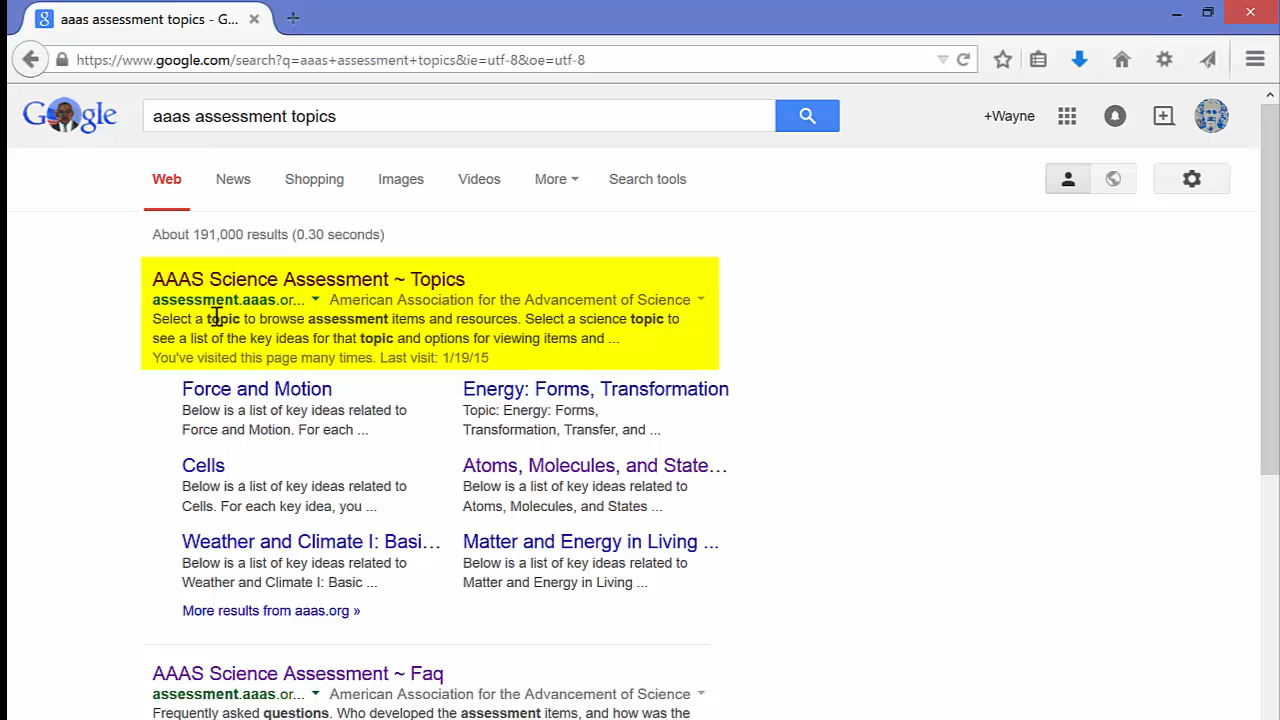 aaas assessment topics - G...
https://www.google.com/search?q=aaas+assessment+topics&ie=utf-8&oe=utf-8
Google
aaas assessment topics
+Wayne
Web News Shopping Images Videos More Search tools
About 191,000 results (0.30 seconds)
AAAS Science Assessment ~ Topics
assessment.aaas.or... American Association for the Advancement of Science
Select a topic to browse assessment items and resources. Select a science topic to
see a list of the key ideas for that topic and options for viewing items and ...
You've visited this page many times. Last visit: 1/19/15
Force and Motion
Below is a list of key ideas related to
Force and Motion. For each ...
Energy: Forms, Transformation
Topic: Energy: Forms,
Transformation, Transfer, and ...
Cells
Below is a list of key ideas related to
Cells. For each key idea, you ...
Atoms, Molecules, and State...
Below is a list of key ideas related to
Atoms, Molecules, and States ...
Weather and Climate I: Basi...
Below is a list of key ideas related to
Weather and Climate I: Basic ...
Matter and Energy in Living ...
Below is a list of key ideas related to
Matter and Energy in Living ...
More results from aaas.org »
AAAS Science Assessment ~ Faq
assessment.aaas.or... American Association for the Advancement of Science
Frequently asked questions. Who developed the assessment items, and how was the